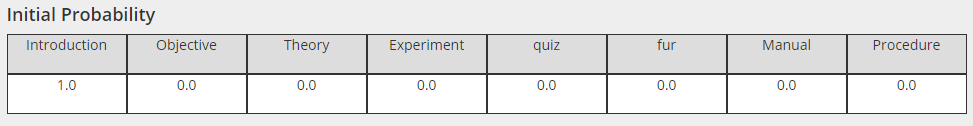 Initial Probability
Introduction Objective Theory Experiment quiz fur Manual Procedure
1.0 0.0 0.0 0.0 0.0 0.0 0.0 0.0